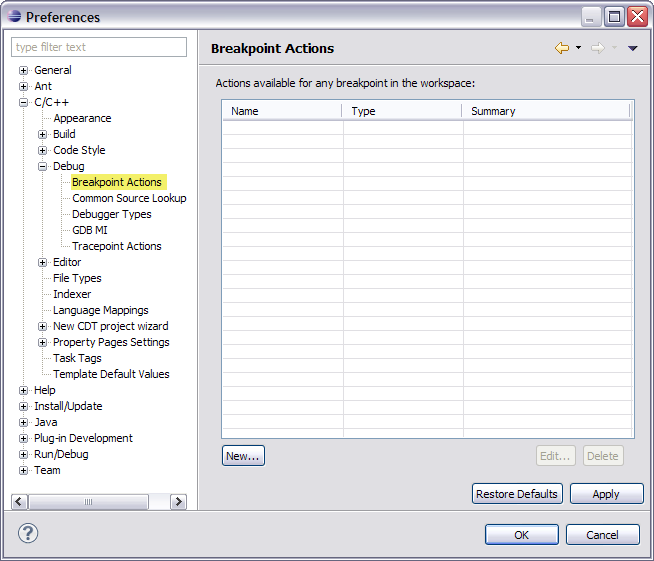 Preferences
type filter text
General
Ant
C/C++
Appearance
Build
Code Style
Debug
Breakpoint Actions
Common Source Lookup
Debugger Types
GDB MI
Tracepoint Actions
Editor
File Types
Indexer
Language Mappings
New CDT project wizard
Property Pages Settings
Task Tags
Template Default Values
Help
Install/Update
Java
Plug-in Development
Run/Debug
Team
Breakpoint Actions
Actions available for any breakpoint in the workspace:
Name Type Summary
New... Edit... Delete
Restore Defaults Apply
? OK Cancel